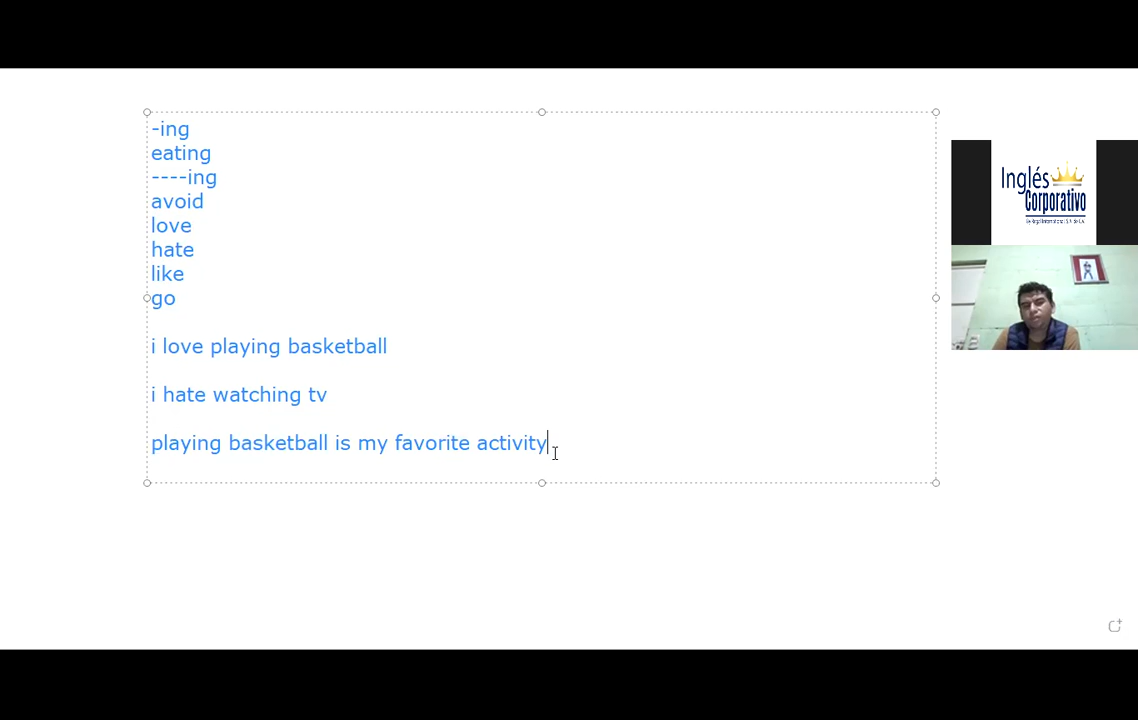 -ing
eating
----ing
avoid
love
hate
like
go
i love playing basketball
i hate watching tv
playing basketball is my favorite activity
Inglés
Corporativo